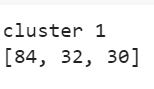 cluster 1
[84, 32, 30]